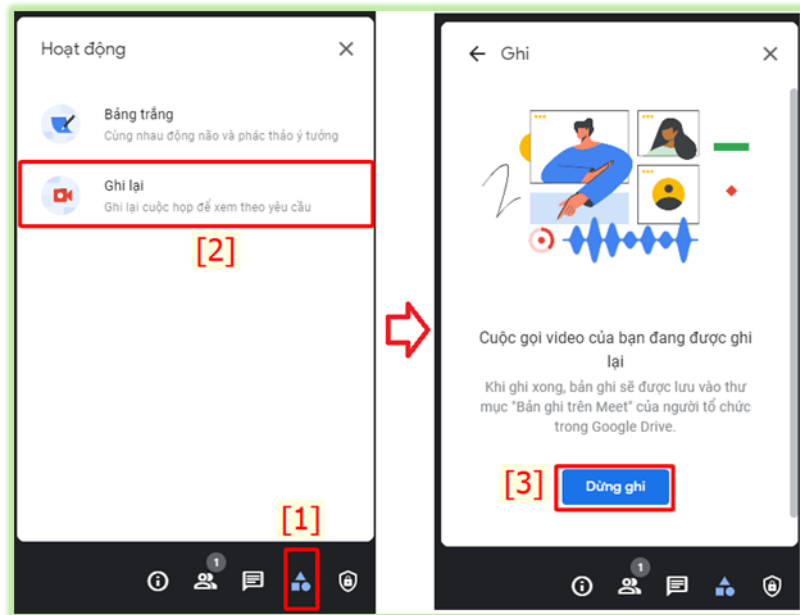 Hoạt động
Bảng trắng
Cùng nhau động não và phác thảo ý tưởng
Ghi lại
Ghi lại cuộc họp để xem theo yêu cầu
[2]
[1]
1
Ghi
Cuộc gọi video của bạn đang được ghi
lại
Khi ghi xong, bản ghi sẽ được lưu vào thư
mục "Bản ghi trên Meet" của người tổ chức
trong Google Drive.
[3]
Dừng ghi
1